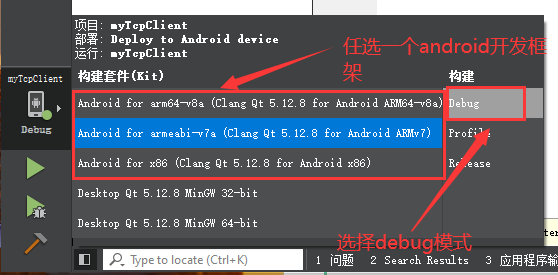 项目: myTcpClient
部署: Deploy to Android device
运行: myTcpClient
任选一个android开发框架
构建套件(Kit)
构建
myTcpClient
Debug
Android for arm64-v8a (Clang Qt 5.12.8 for Android ARM64-v8a)
Debug
Android for armeabi-v7a (Clang Qt 5.12.8 for Android ARMv7)
Profile
Android for x86 (Clang Qt 5.12.8 for Android x86)
Release
Desktop Qt 5.12.8 MinGW 32-bit
Desktop Qt 5.12.8 MinGW 64-bit
选择debug模式
Type to locate (Ctrl+K)
1 问题
2 Search Results
3 应用程序输